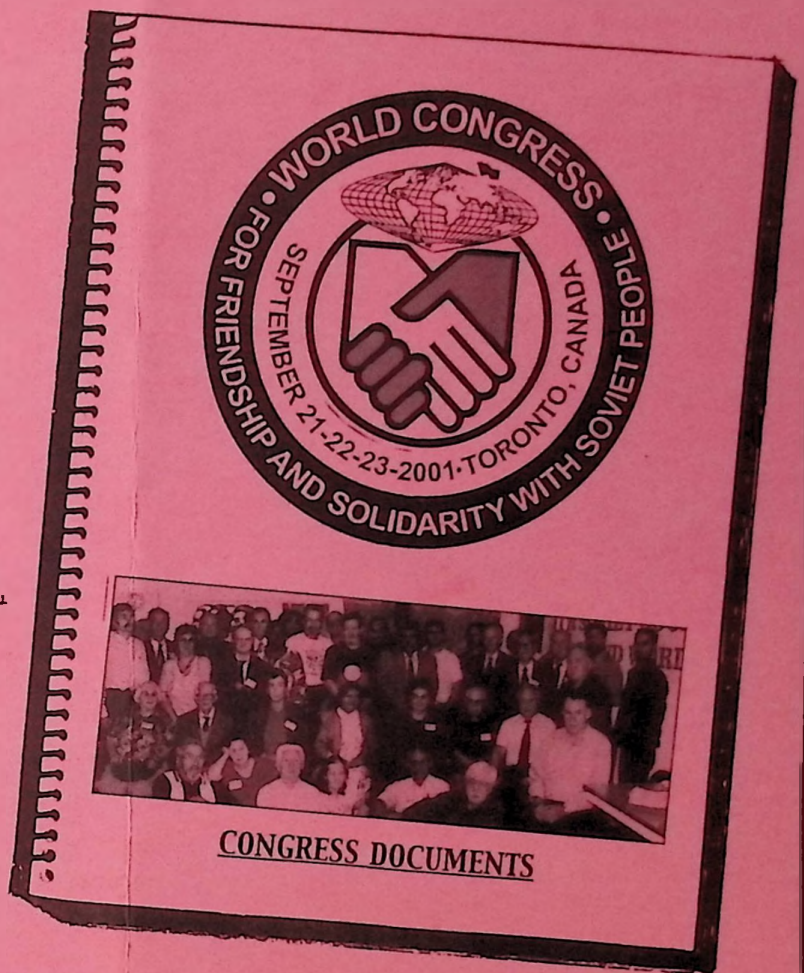 • WORLD CONGRESS •
FOR FRIENDSHIP AND SOLIDARITY WITH SOVIET PEOPLE
SEPTEMBER 21-22-23-2001•TORONTO, CANADA
CONGRESS DOCUMENTS